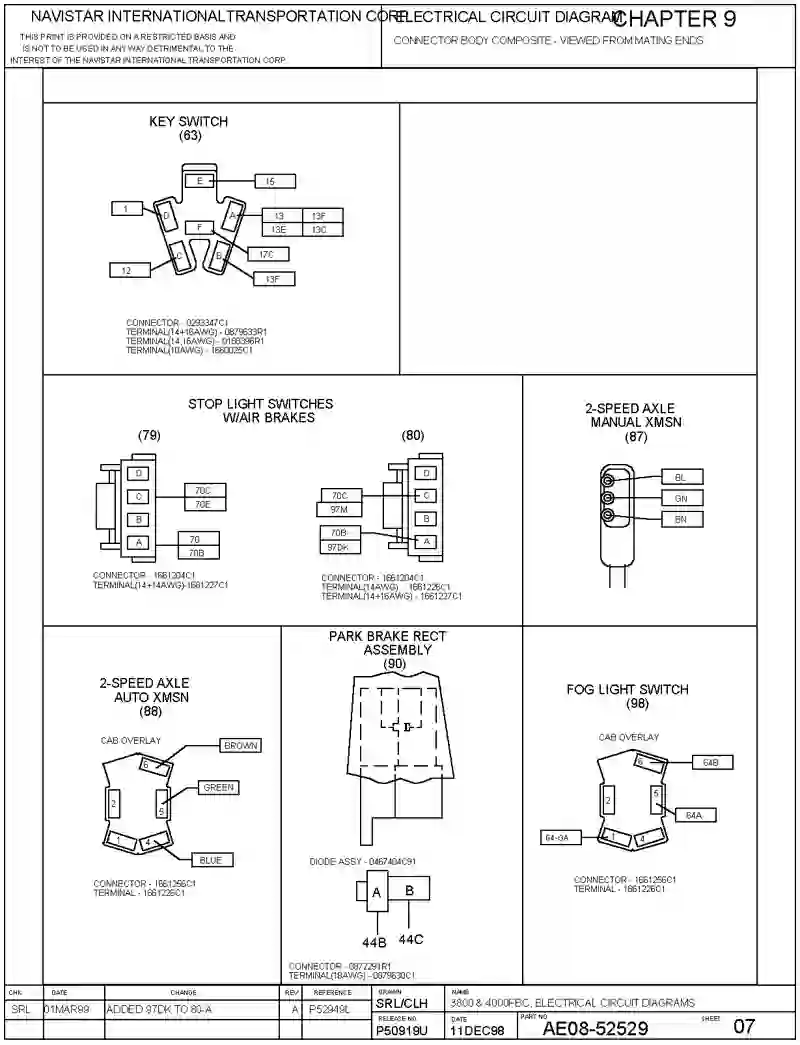 NAVISTAR INTERNATIONAL TRANSPORTATION CORP
THIS PRINT IS PROVIDED ON A RESTRICTED BASIS AND
IS NOT TO BE USED IN ANY WAY DETRIMENTAL TO THE
INTEREST OF THE NAVISTAR INTERNATIONAL TRANSPORTATION CORP.
ELECTRICAL CIRCUIT DIAGRAM
CHAPTER 9
CONNECTOR BODY COMPOSITE - VIEWED FROM MATING ENDS
KEY SWITCH
(63)
E
15
1
D
A
13 13F
13E 13C
F
17C
C
B
12
13F
CONNECTOR - 0293347C1
TERMINAL(14+16AWG) - 0879633R1
TERMINAL(10AWG) - 1660025C1
STOP LIGHT SWITCHES
W/AIR BRAKES
(79)
D
C
B
A
70C
70E
70
70B
CONNECTOR - 1661204C1
TERMINAL(14+14AWG)-1661227C1
(80)
D
C
B
A
70C
97M
70B
97DK
CONNECTOR - 1661204C1
TERMINAL(14AWG) 1661226C1
TERMINAL(14+16AWG) - 1661227C1
2-SPEED AXLE
MANUAL XMSN
(87)
BL
GN
BN
2-SPEED AXLE
AUTO XMSN
(88)
CAB OVERLAY
6
BROWN
2
5
GREEN
1
4
BLUE
CONNECTOR - 1661256C1
TERMINAL - 1661226C1
PARK BRAKE RECT
ASSEMBLY
(90)
DIODE ASSY - 0467404C91
A
B
44B
44C
CONNECTOR - 0872291R1
TERMINAL(18AWG) - 0879630C1
FOG LIGHT SWITCH
(98)
CAB OVERLAY
6
64B
2
5
64A
64-GA
1
4
CONNECTOR - 1661256C1
TERMINAL - 1661226C1
CHK DATE CHANGE REV REFERENCE
SRL 01MAR99 ADDED 97DK TO 80-A A P52949L
DRAWN
SRL/CLH
NAME
3800 & 4000FBC, ELECTRICAL CIRCUIT DIAGRAMS
RELEASE NO.
P50919U
DATE
11DEC98
PART NO
AE08-52529
SHEET
07